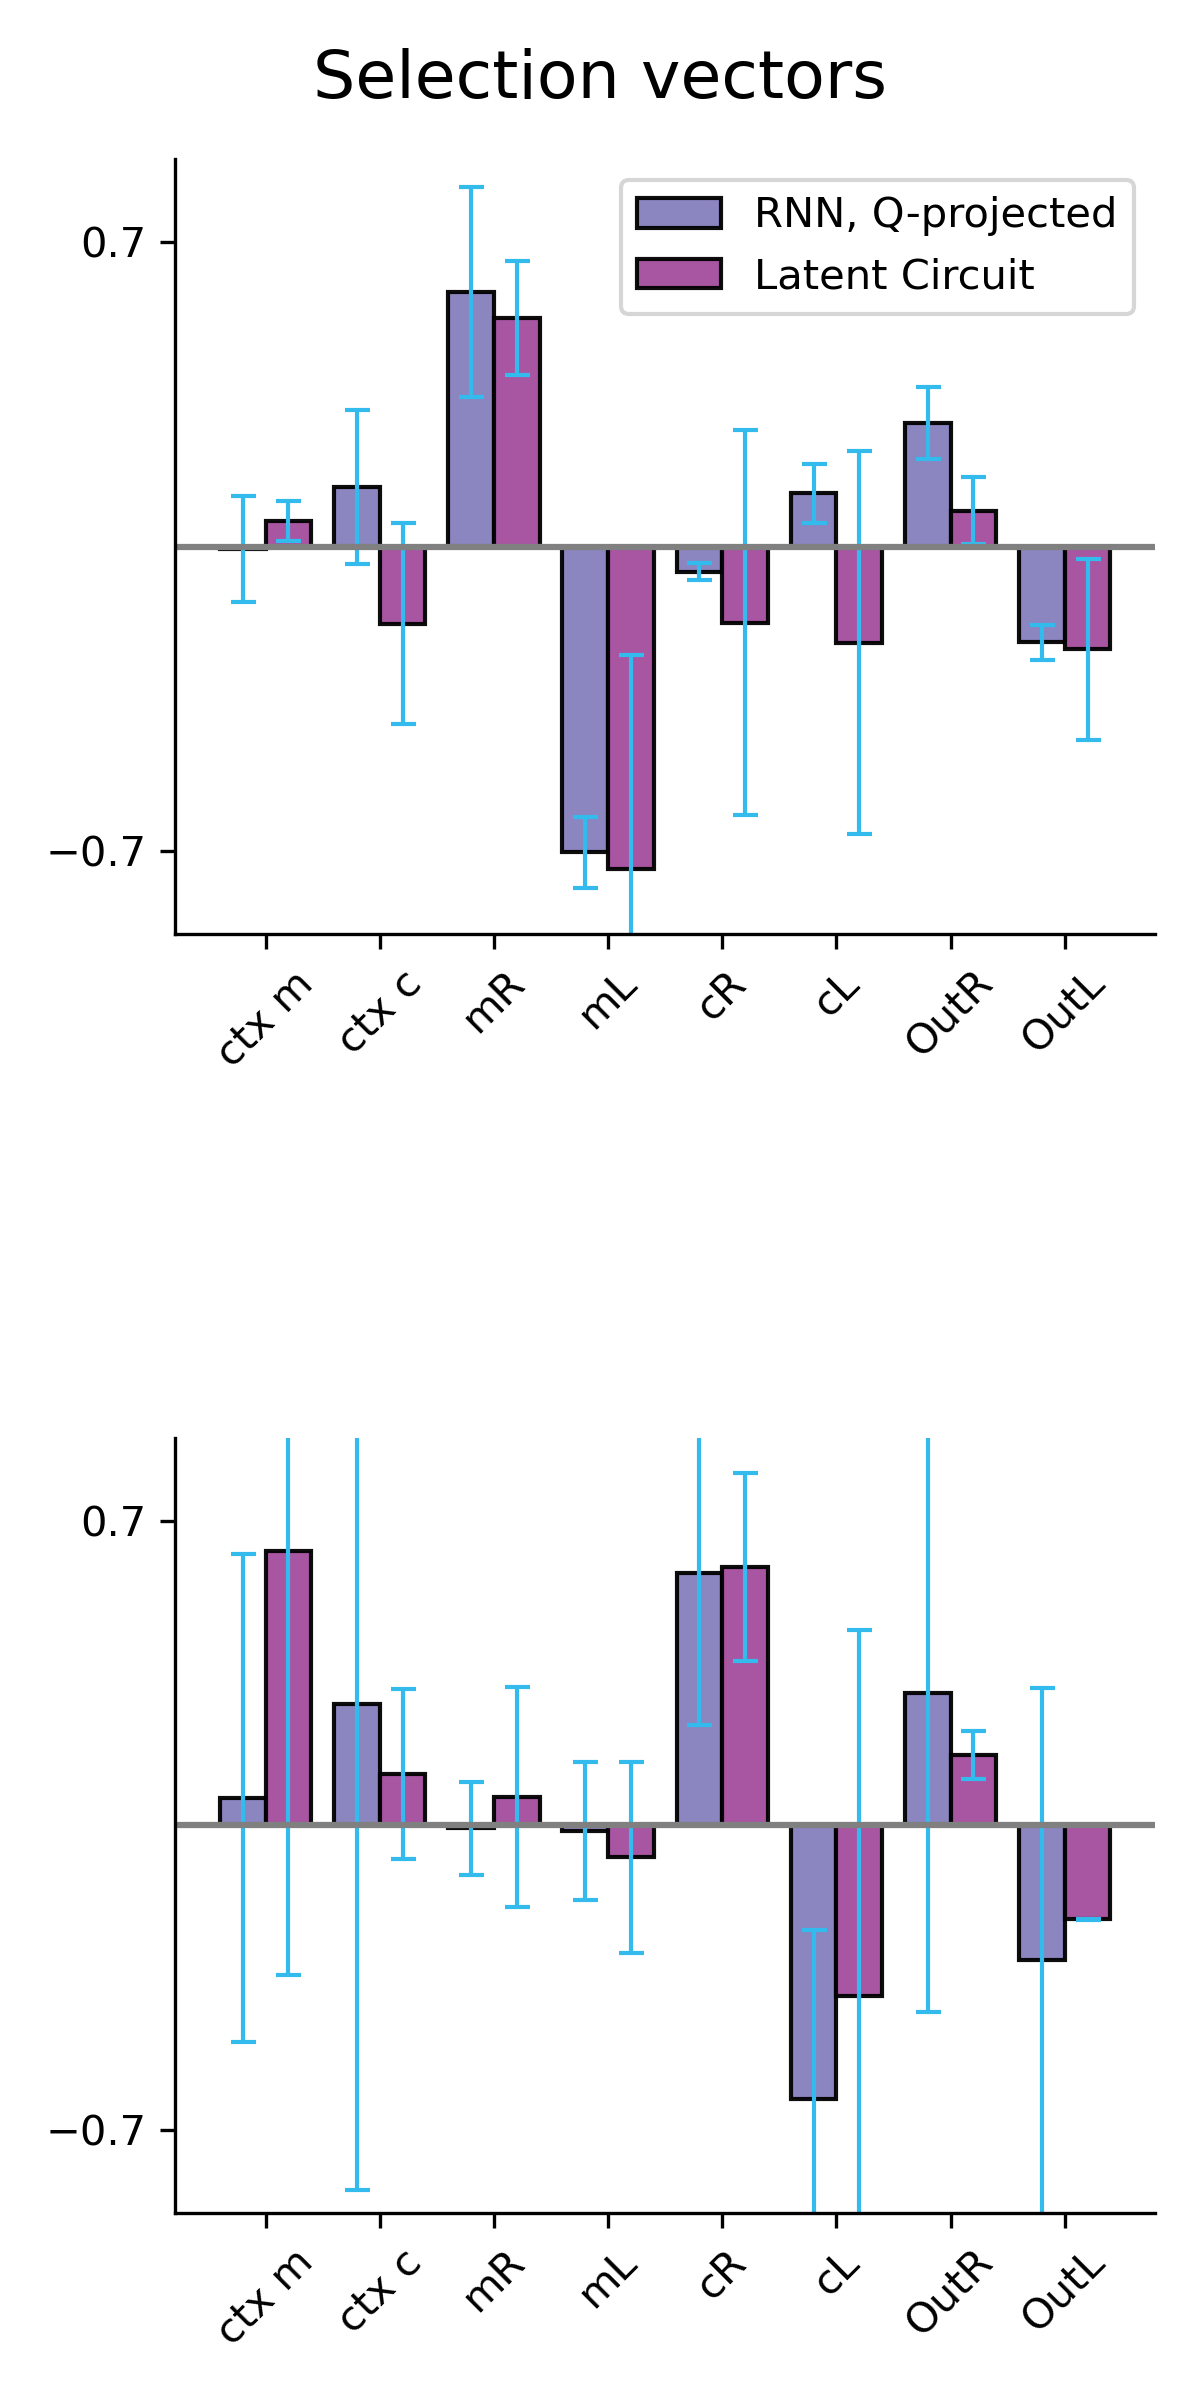 Selection vectors
RNN, Q-projected
Latent Circuit
0.7
−0.7
ctx m
ctx c
mR
mL
cR
cL
OutR
OutL
0.7
−0.7
ctx m
ctx c
mR
mL
cR
cL
OutR
OutL